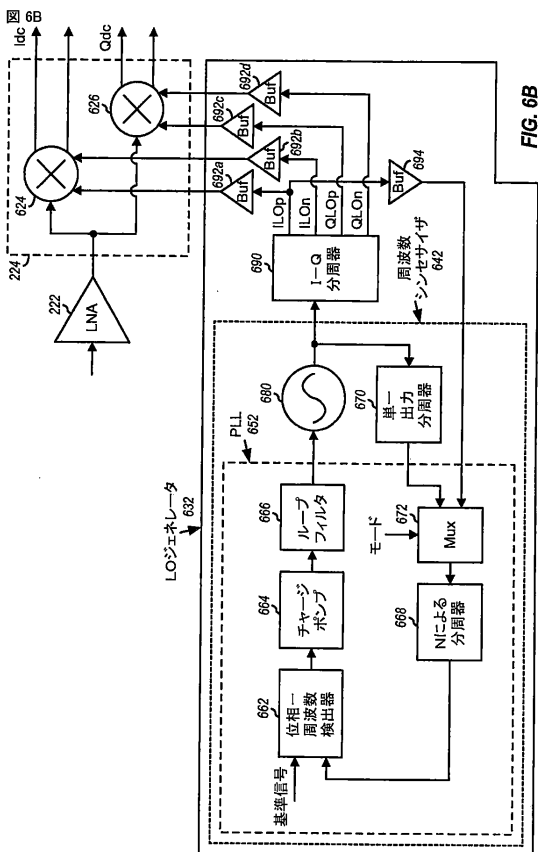 図 6B
Idc
Qdc
624
626
224
222
LNA
692a
Buf
692b
Buf
692c
Buf
692d
Buf
ILOp
ILOn
QLOp
QLOn
690
I-Q
分周器
Buf
694
周波数
シンセサイザ
642
LOジェネレータ
632
PLL
652
680
670
単一
出力
分周器
666
ループ
フィルタ
664
チャージ
ポンプ
662
位相ー
周波数
検出器
基準信号
モード
672
Mux
668
Nによる
分周器
FIG. 6B